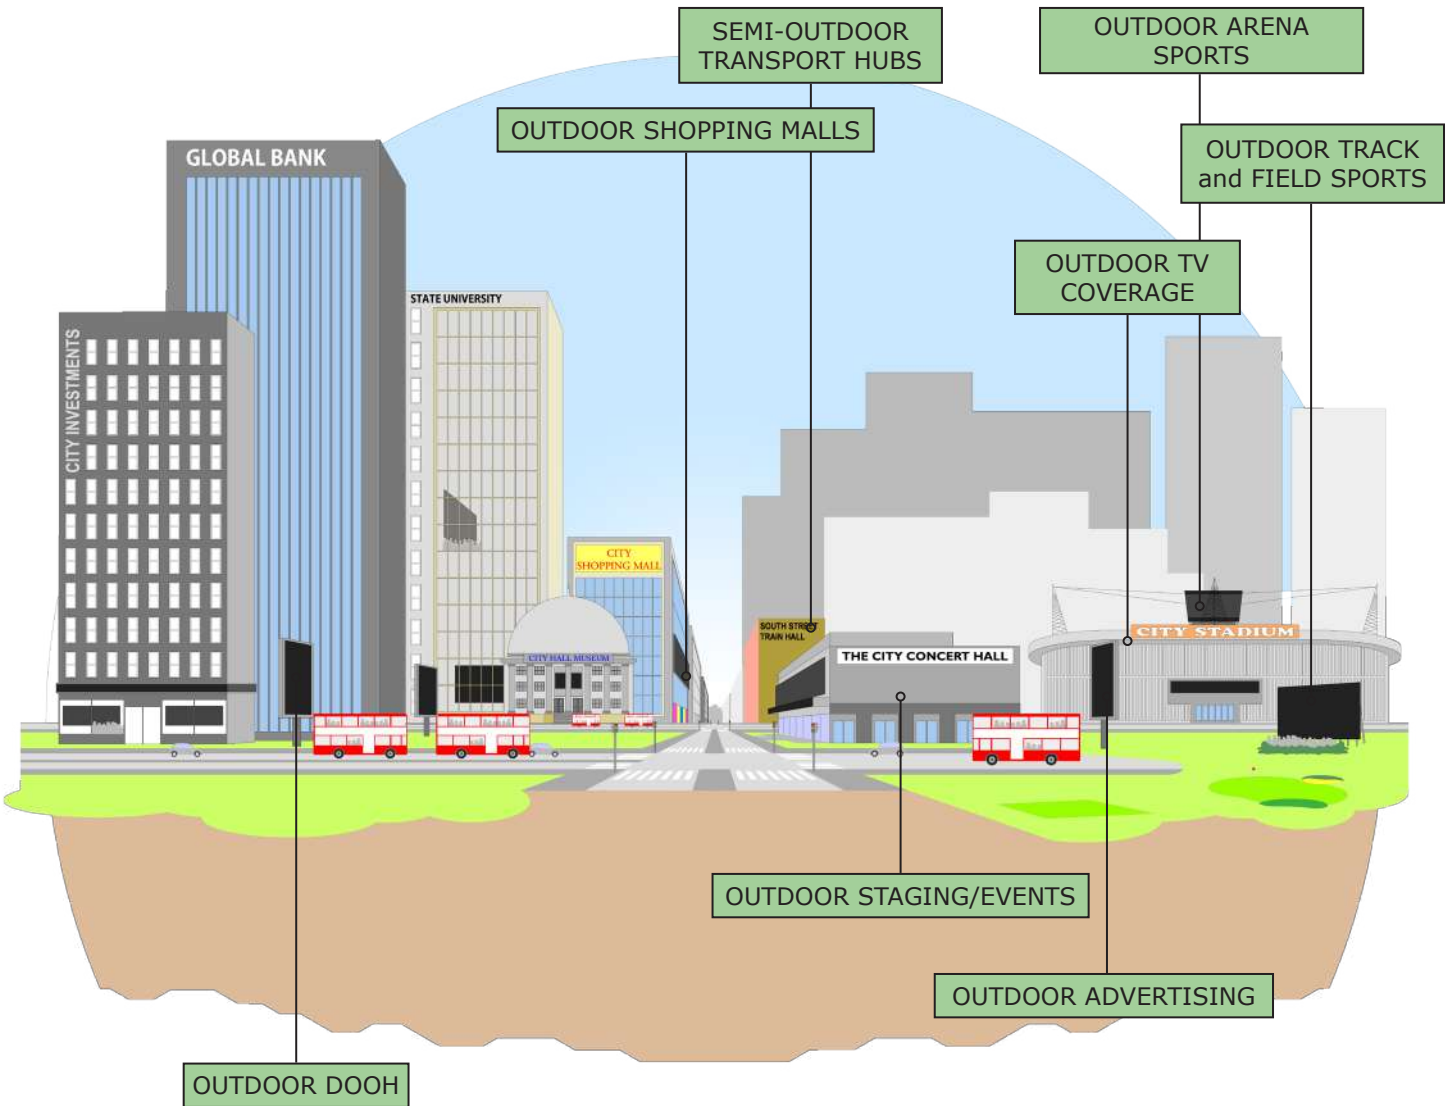 SEMI-OUTDOOR
TRANSPORT HUBS
OUTDOOR ARENA
SPORTS
OUTDOOR SHOPPING MALLS
OUTDOOR TRACK
and FIELD SPORTS
GLOBAL BANK
OUTDOOR TV
COVERAGE
STATE UNIVERSITY
CITY INVESTMENTS
CITY
SHOPPING MALL
SOUTH STREET
TRAIN HALL
CITY STADIUM
CITY HALL MUSEUM
THE CITY CONCERT HALL
OUTDOOR STAGING/EVENTS
OUTDOOR ADVERTISING
OUTDOOR DOOH